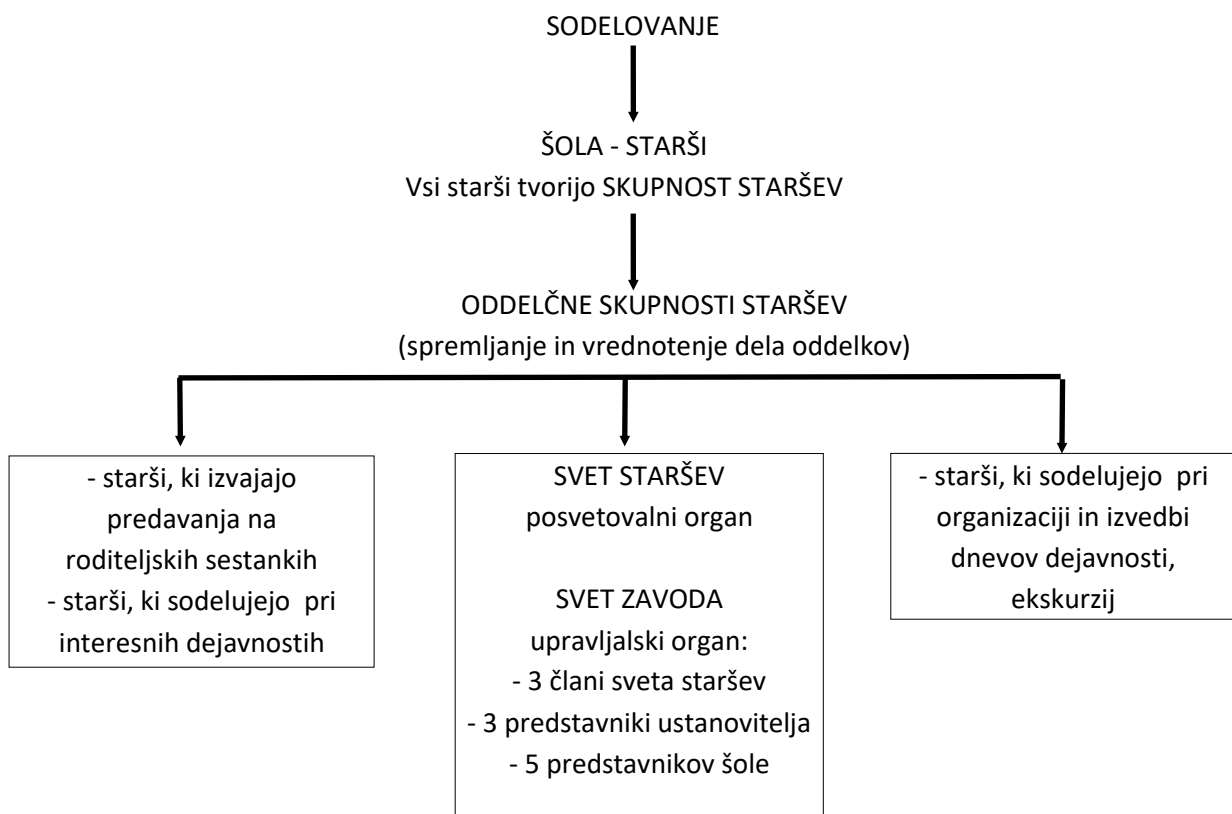 SODELOVANJE
ŠOLA - STARŠI
Vsi starši tvorijo SKUPNOST STARŠEV
ODDELČNE SKUPNOSTI STARŠEV
(spremljanje in vrednotenje dela oddelkov)
- starši, ki izvajajo
predavanja na
roditeljskih sestankih
- starši, ki sodelujejo  pri
interesnih dejavnostih
SVET STARŠEV
posvetovalni organ
SVET ZAVODA
upravljalski organ:
- 3 člani sveta staršev
- 3 predstavniki ustanovitelja
- 5 predstavnikov šole
- starši, ki sodelujejo  pri
organizaciji in izvedbi
dnevov dejavnosti,
ekskurzij